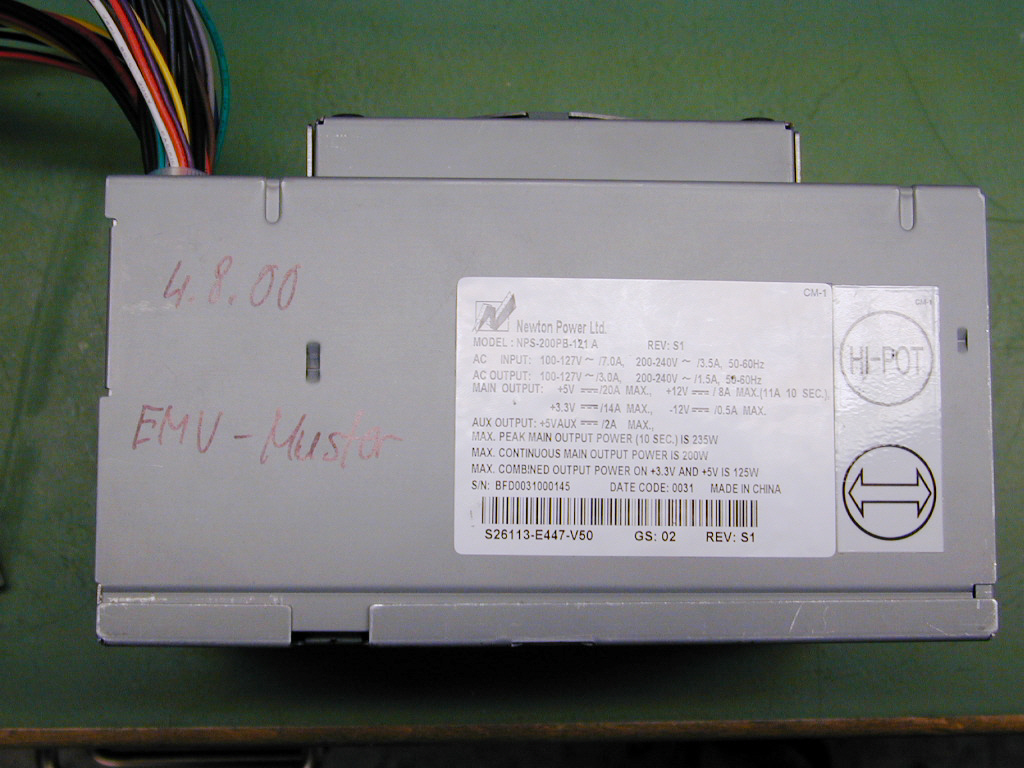 4.8.00
EMV - Muster
CM-1
Newton Power Ltd.
MODEL : NPS-200PB-121 A REV: S1
AC INPUT: 100-127V ~ /7.0A, 200-240V ~ /3.5A, 50-60Hz
AC OUTPUT: 100-127V ~ /3.0A, 200-240V ~ /1.5A, 50-60Hz
MAIN OUTPUT: +5V ⎓ /20A MAX., +12V ⎓ / 8A MAX.(11A 10 SEC.),
+3.3V ⎓ /14A MAX., -12V ⎓ /0.5A MAX.
AUX OUTPUT: +5VAUX ⎓ /2A MAX.,
MAX. PEAK MAIN OUTPUT POWER (10 SEC.) IS 235W
MAX. CONTINUOUS MAIN OUTPUT POWER IS 200W
MAX. COMBINED OUTPUT POWER ON +3.3V AND +5V IS 125W
S/N: BFD0031000145 DATE CODE: 0031 MADE IN CHINA
S26113-E447-V50 GS: 02 REV: S1
CM-1
HI-POT